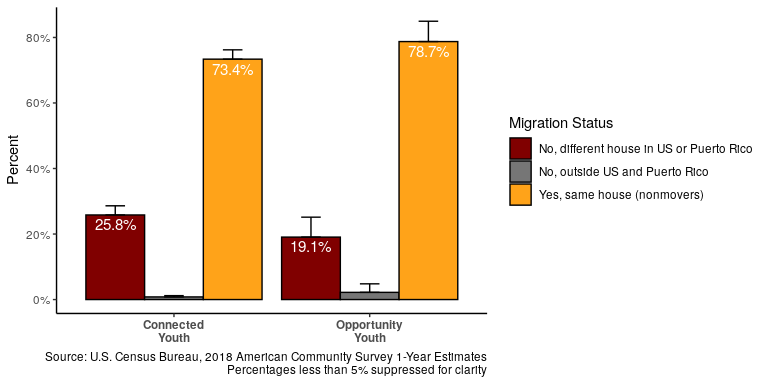 Percent
80%
60%
40%
20%
0%
25.8%
73.4%
19.1%
78.7%
Connected
Youth
Opportunity
Youth
Migration Status
No, different house in US or Puerto Rico
No, outside US and Puerto Rico
Yes, same house (nonmovers)
Source: U.S. Census Bureau, 2018 American Community Survey 1-Year Estimates
Percentages less than 5% suppressed for clarity